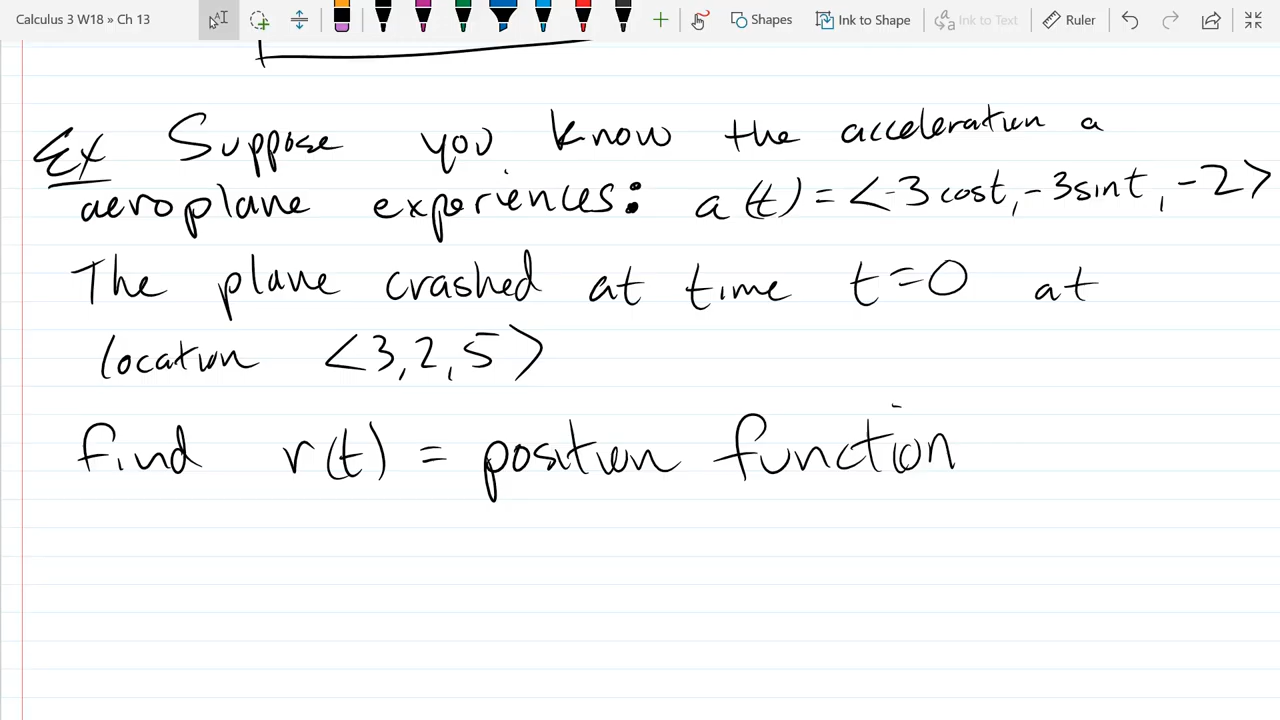 Calculus 3 W18 » Ch 13
Shapes
Ink to Shape
Ink to Text
Ruler
Ex Suppose you know the acceleration a
aeroplane experiences: a(t) = <-3cost, -3sint, -2>
The plane crashed at time t=0 at
location <3,2,5>
find r(t) = position function